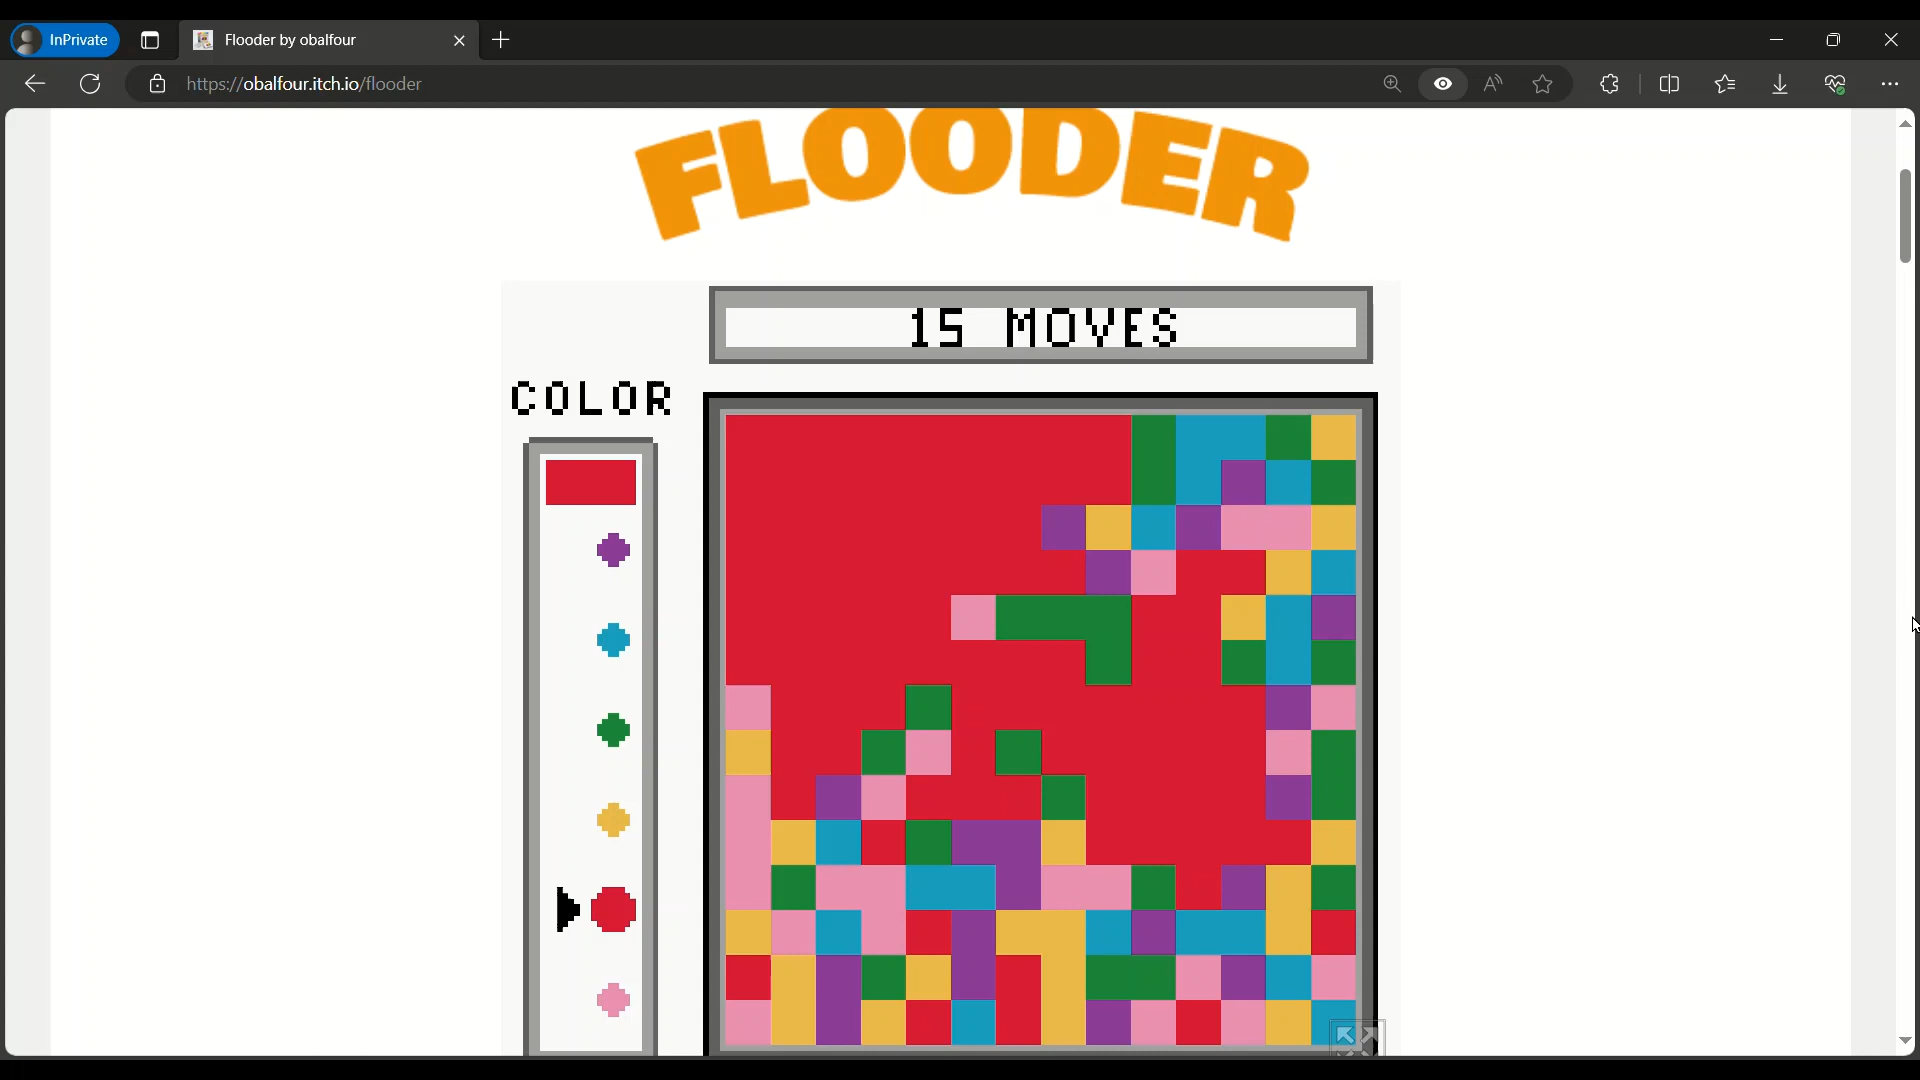 InPrivate
Flooder by obalfour
https://obalfour.itch.io/flooder
FLOODER
15 MOVES
COLOR